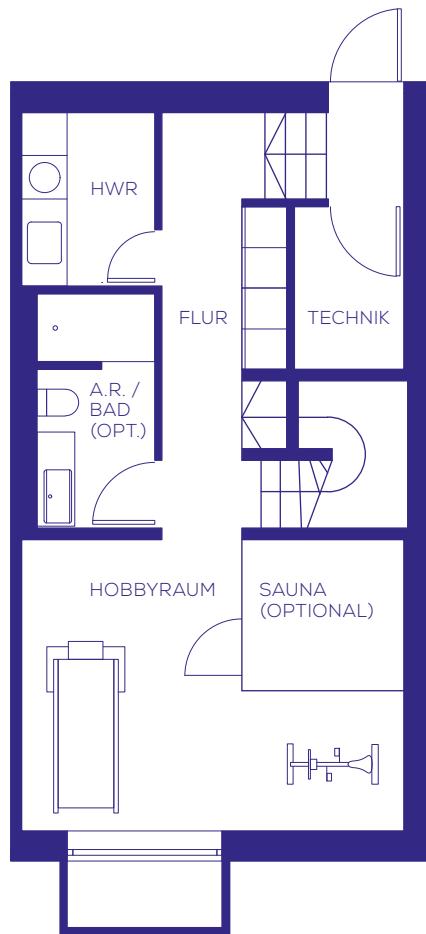 HWR
FLUR
TECHNIK
A.R. /
BAD
(OPT.)
HOBBYRAUM
SAUNA
(OPTIONAL)